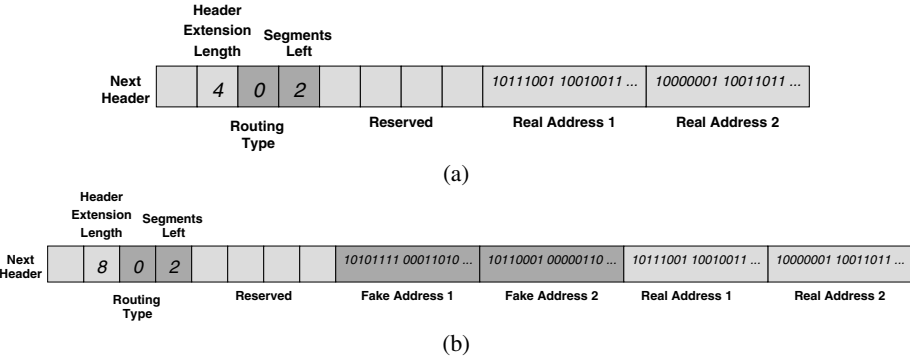 Header
Extension
Length
Segments
Left
Next
Header
4 0 2
10111001 10010011 ... 10000001 10011011 ...
Routing
Type
Reserved
Real Address 1
Real Address 2
(a)
Header
Extension
Length
Segments
Left
Next
Header
8 0 2
10101111 00011010 ... 10110001 00000110 ... 10111001 10010011 ... 10000001 10011011 ...
Routing
Type
Reserved
Fake Address 1
Fake Address 2
Real Address 1
Real Address 2
(b)